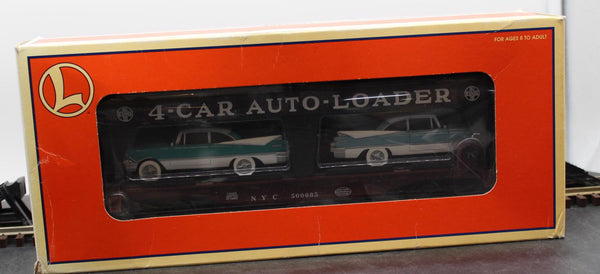 FOR AGES 8 TO ADULT
L
4-CAR AUTO-LOADER
N Y C 500085